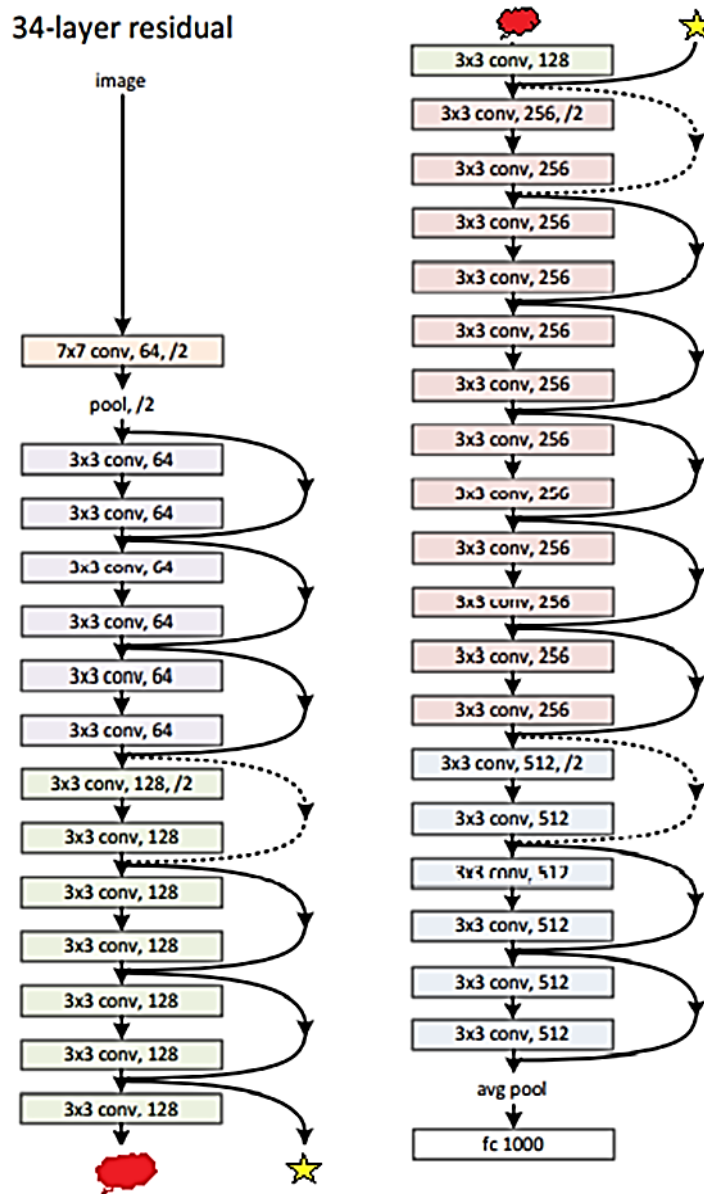 34-layer residual
image
7x7 conv, 64, /2
pool, /2
3x3 conv, 64
3x3 conv, 64
3x3 conv, 64
3x3 conv, 64
3x3 conv, 64
3x3 conv, 64
3x3 conv, 128, /2
3x3 conv, 128
3x3 conv, 128
3x3 conv, 128
3x3 conv, 128
3x3 conv, 128
3x3 conv, 128
3x3 conv, 128
3x3 conv, 256, /2
3x3 conv, 256
3x3 conv, 256
3x3 conv, 256
3x3 conv, 256
3x3 conv, 256
3x3 conv, 256
3x3 conv, 256
3x3 conv, 256
3x3 conv, 256
3x3 conv, 256
3x3 conv, 256
3x3 conv, 512, /2
3x3 conv, 512
3x3 conv, 512
3x3 conv, 512
3x3 conv, 512
3x3 conv, 512
avg pool
fc 1000